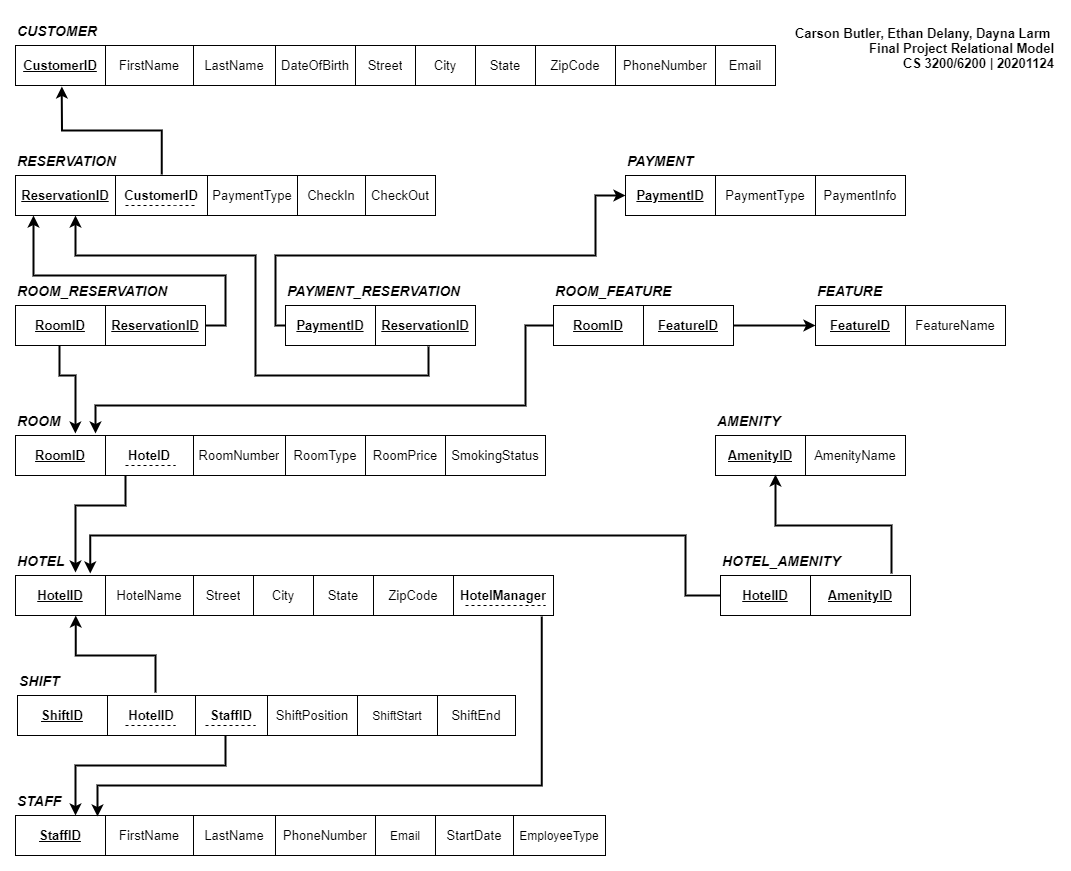 CUSTOMER
Carson Butler, Ethan Delany, Dayna Larm
Final Project Relational Model
CS 3200/6200 | 20201124
CustomerID FirstName LastName DateOfBirth Street City State ZipCode PhoneNumber Email
RESERVATION
ReservationID CustomerID PaymentType CheckIn CheckOut
PAYMENT
PaymentID PaymentType PaymentInfo
ROOM_RESERVATION
RoomID ReservationID
PAYMENT_RESERVATION
PaymentID ReservationID
ROOM_FEATURE
RoomID FeatureID
FEATURE
FeatureID FeatureName
ROOM
RoomID HoteID RoomNumber RoomType RoomPrice SmokingStatus
AMENITY
AmenityID AmenityName
HOTEL
HotelID HotelName Street City State ZipCode HotelManager
HOTEL_AMENITY
HotelID AmenityID
SHIFT
ShiftID HotelID StaffID ShiftPosition ShiftStart ShiftEnd
STAFF
StaffID FirstName LastName PhoneNumber Email StartDate EmployeeType